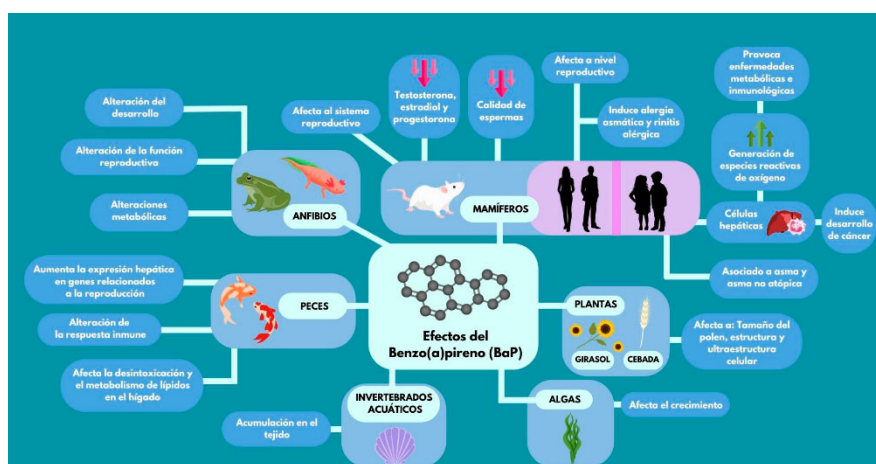 Alteración del
desarrollo
Alteración de la función
reproductiva
Alteraciones
metabólicas
ANFIBIOS
Afecta al sistema
reproductivo
Testosterona,
estradiol y
progestorona
Calidad de
espermas
MAMÍFEROS
Afecta a nivel
reproductivo
Induce alergia
asmática y rinitis
alérgica
Provoca
enfermedades
metabólicas e
inmunológicas
Generación de
especies reactivas
de oxígeno
Células
hepáticas
Induce
desarrollo de
cáncer
Asociado a asma y
asma no atópica
Aumenta la expresión hepática
en genes relacionados
a la reproducción
Alteración de
la respuesta inmune
Afecta la desintoxicación y
el metabolismo de lípidos
en el hígado
PECES
Efectos del
Benzo(a)pireno (BaP)
PLANTAS
GIRASOL
CEBADA
Afecta a: Tamaño del
polen, estructura y
ultraestructura
celular
INVERTEBRADOS
ACUÁTICOS
Acumulación en el
tejido
ALGAS
Afecta el crecimiento